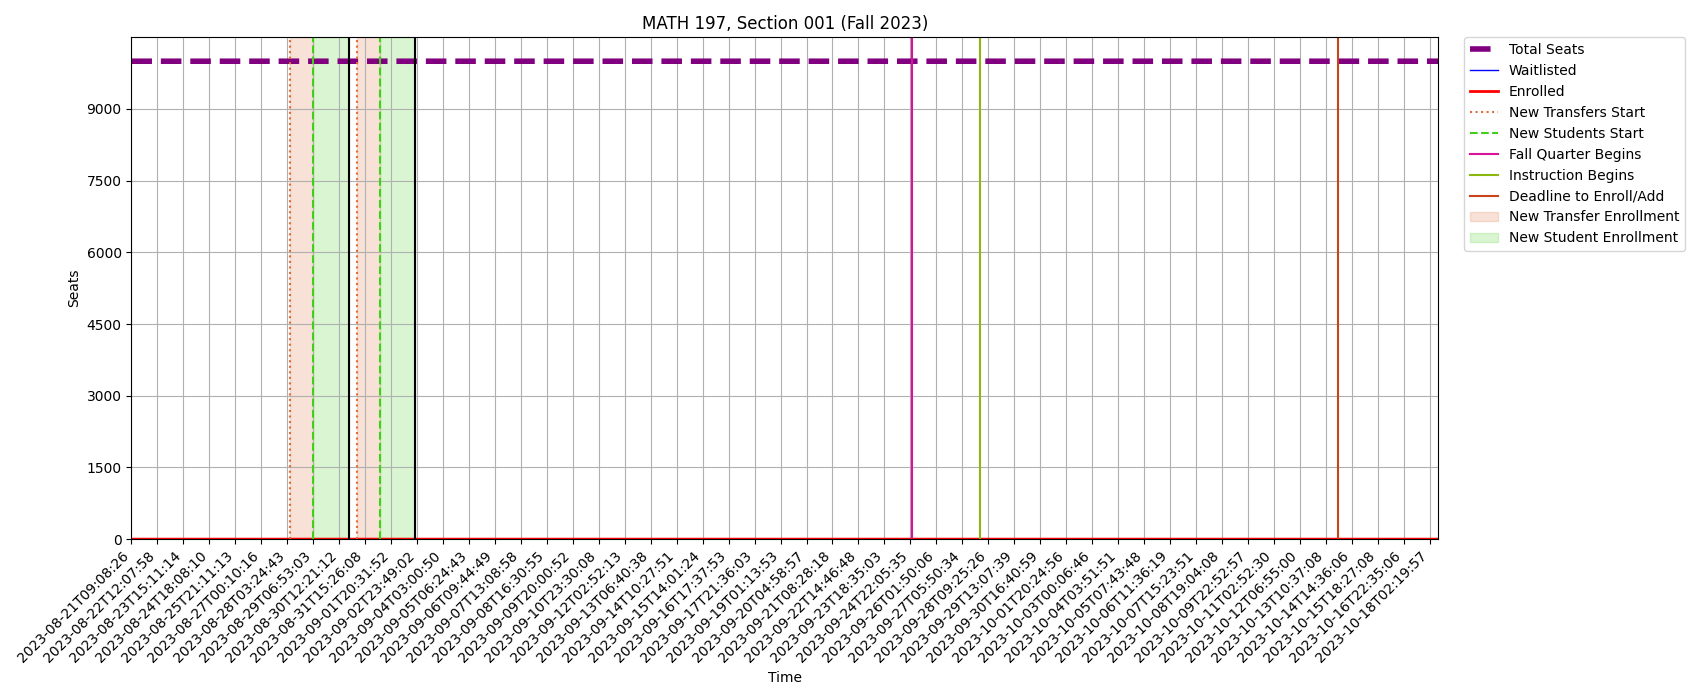 MATH 197, Section 001 (Fall 2023)
Seats
9000
7500
6000
4500
3000
1500
0
2023-08-21T09:08:26
2023-08-22T12:07:58
2023-08-23T15:11:14
2023-08-24T18:08:10
2023-08-25T21:11:13
2023-08-27T00:10:16
2023-08-28T03:24:43
2023-08-29T06:53:03
2023-08-30T12:21:12
2023-08-31T15:26:08
2023-09-01T20:31:52
2023-09-02T23:49:02
2023-09-04T03:00:50
2023-09-05T06:24:43
2023-09-06T09:44:49
2023-09-07T13:08:58
2023-09-08T16:30:55
2023-09-09T20:00:52
2023-09-10T23:30:08
2023-09-12T02:52:13
2023-09-13T06:40:38
2023-09-14T10:27:51
2023-09-15T14:01:24
2023-09-16T17:37:53
2023-09-17T21:36:03
2023-09-19T01:13:53
2023-09-20T04:58:57
2023-09-21T08:28:18
2023-09-22T14:46:48
2023-09-23T18:35:03
2023-09-24T22:05:35
2023-09-26T01:50:06
2023-09-27T05:50:34
2023-09-28T09:25:26
2023-09-29T13:07:39
2023-09-30T16:40:59
2023-10-01T20:24:56
2023-10-03T00:06:46
2023-10-04T03:51:51
2023-10-05T07:43:48
2023-10-06T11:36:19
2023-10-07T15:23:51
2023-10-08T19:04:08
2023-10-09T22:52:57
2023-10-11T02:52:30
2023-10-12T06:55:00
2023-10-13T10:37:08
2023-10-14T14:36:06
2023-10-15T18:27:08
2023-10-16T22:35:06
2023-10-18T02:19:57
Time
Total Seats
Waitlisted
Enrolled
New Transfers Start
New Students Start
Fall Quarter Begins
Instruction Begins
Deadline to Enroll/Add
New Transfer Enrollment
New Student Enrollment